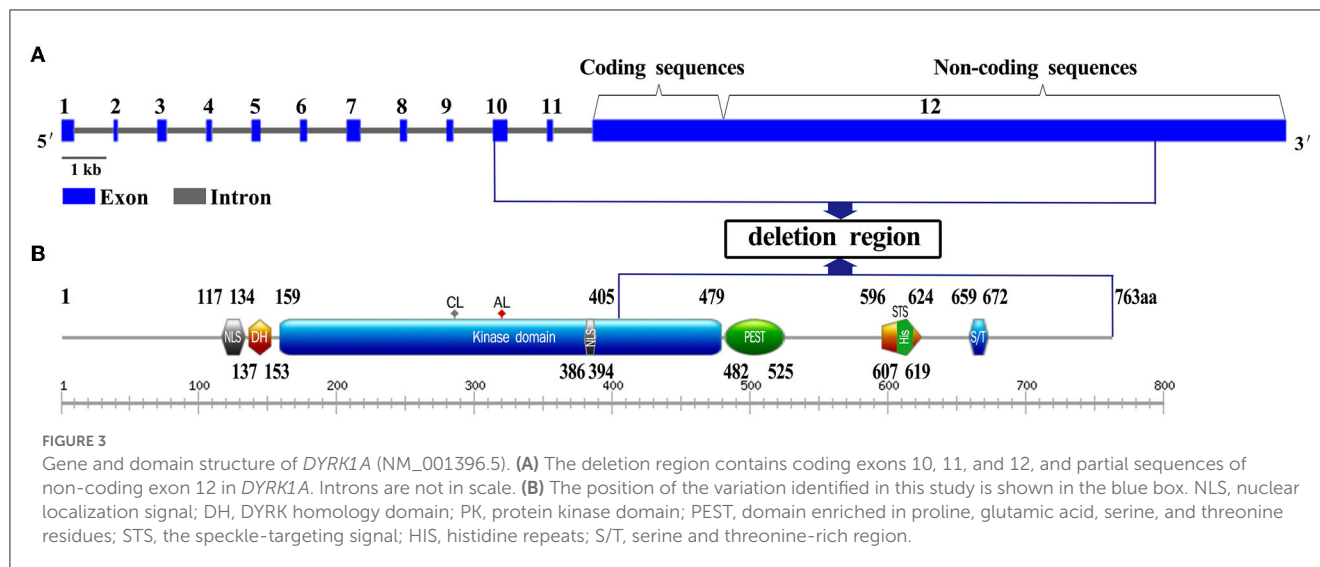 A
Coding sequences Non-coding sequences
1 2 3 4 5 6 7 8 9 10 11 12
5′ 3′
1 kb
Exon Intron
deletion region
B
1 117 134 159 405 479 596 624 659 672 763aa
CL AL STS
NLS DH Kinase domain NLS PEST His S/T
137 153 386 394 482 525 607 619
1 100 200 300 400 500 600 700 800
FIGURE 3
Gene and domain structure of DYRK1A (NM_001396.5). (A) The deletion region contains coding exons 10, 11, and 12, and partial sequences of
non-coding exon 12 in DYRK1A. Introns are not in scale. (B) The position of the variation identified in this study is shown in the blue box. NLS, nuclear
localization signal; DH, DYRK homology domain; PK, protein kinase domain; PEST, domain enriched in proline, glutamic acid, serine, and threonine
residues; STS, the speckle-targeting signal; HIS, histidine repeats; S/T, serine and threonine-rich region.